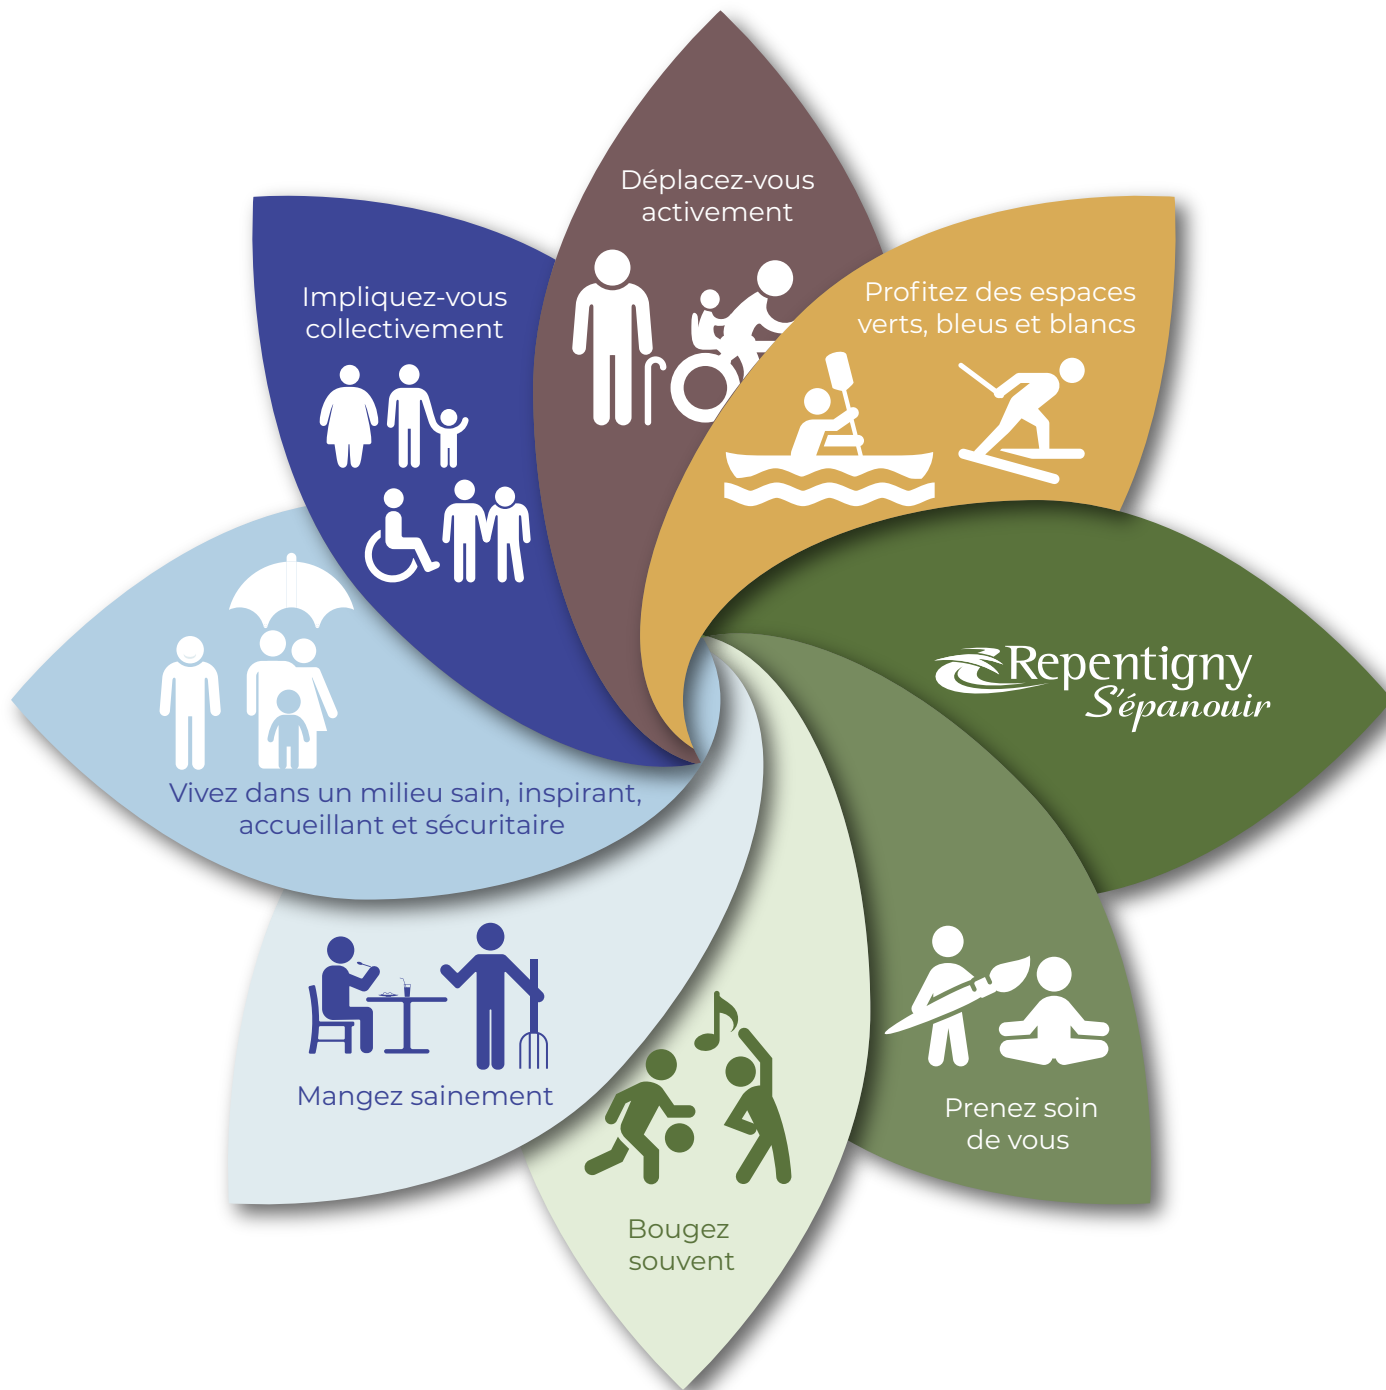 Déplacez-vous
activement
Profitez des espaces
verts, bleus et blancs
Impliquez-vous
collectivement
Repentigny
S'épanouir
Vivez dans un milieu sain, inspirant,
accueillant et sécuritaire
Mangez sainement
Prenez soin
de vous
Bougez
souvent